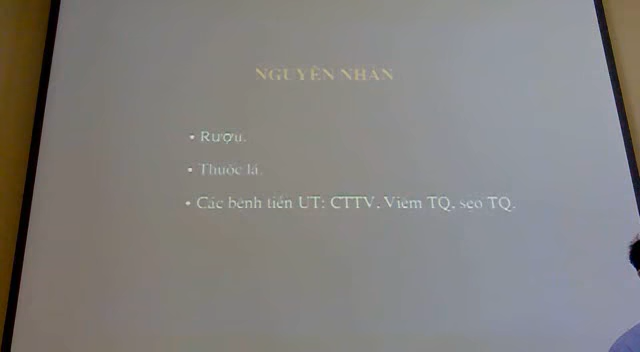 NGUYÊN NHÂN
• Rượu.
• Thuốc lá.
• Các bệnh tiền UT: CTTV, Viêm TQ, sẹo TQ.